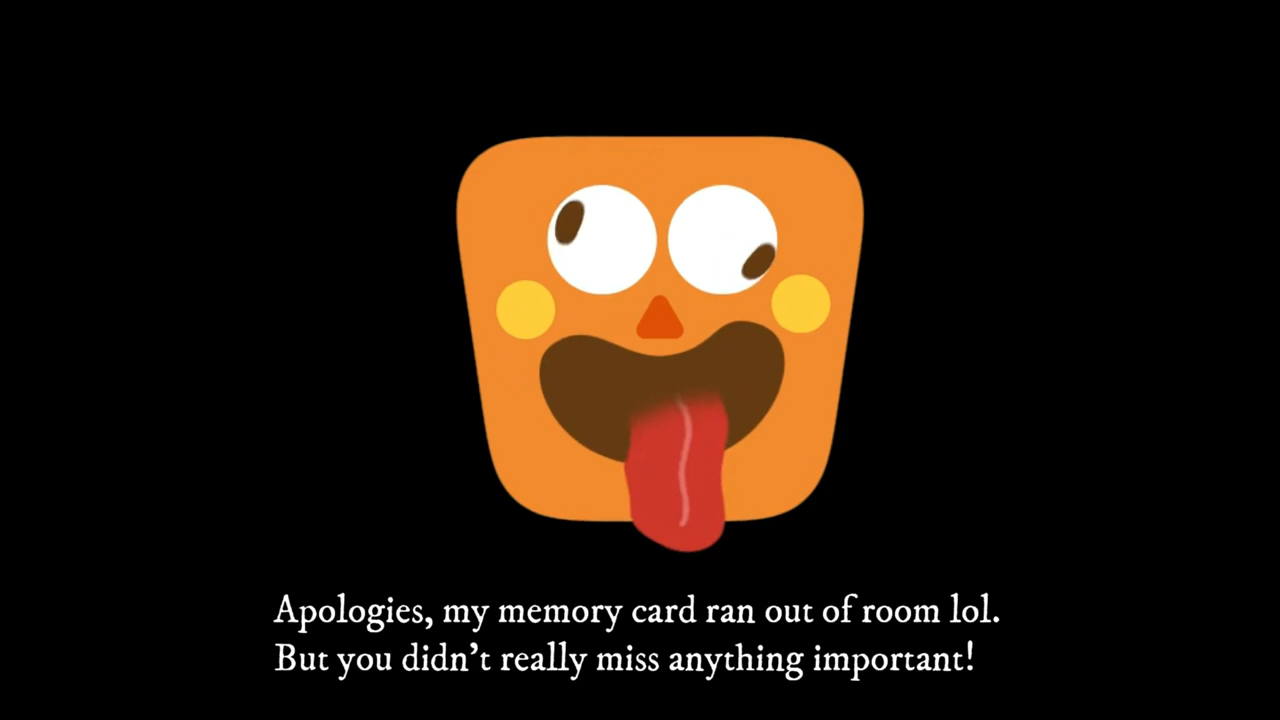 Apologies, my memory card ran out of room lol.
But you didn't really miss anything important!